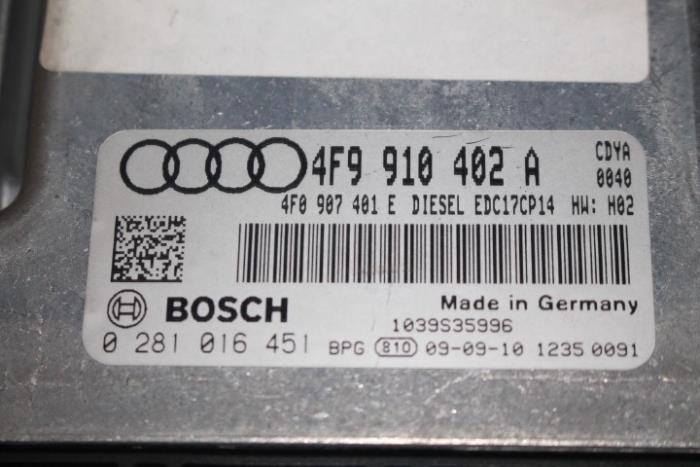 4F9 910 402 A CDYA
0040
4F0 907 401 E DIESEL EDC17CP14 HW: H02
BOSCH Made in Germany
1039S35996
0 281 016 451 BPG 810 09-09-10 1235 0091